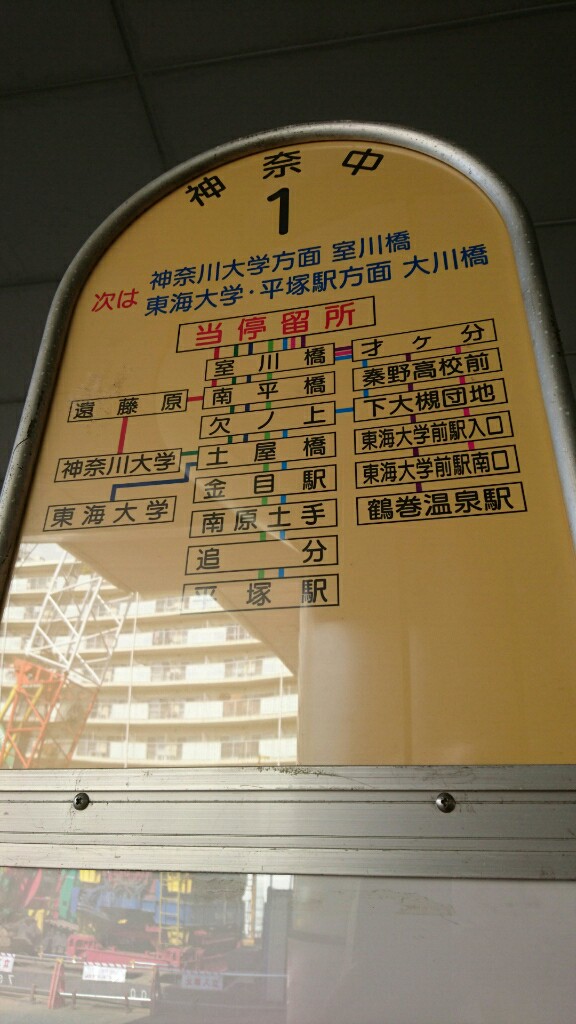 神奈中
1
次は
神奈川大学方面 室川橋
東海大学・平塚駅方面 大川橋
当停留所
室川橋
才ヶ分
南平橋
秦野高校前
遠藤原
欠ノ上
下大槻団地
神奈川大学
土屋橋
東海大学前駅入口
東海大学
金目駅
東海大学前駅南口
南原土手
鶴巻温泉駅
追分
平塚駅